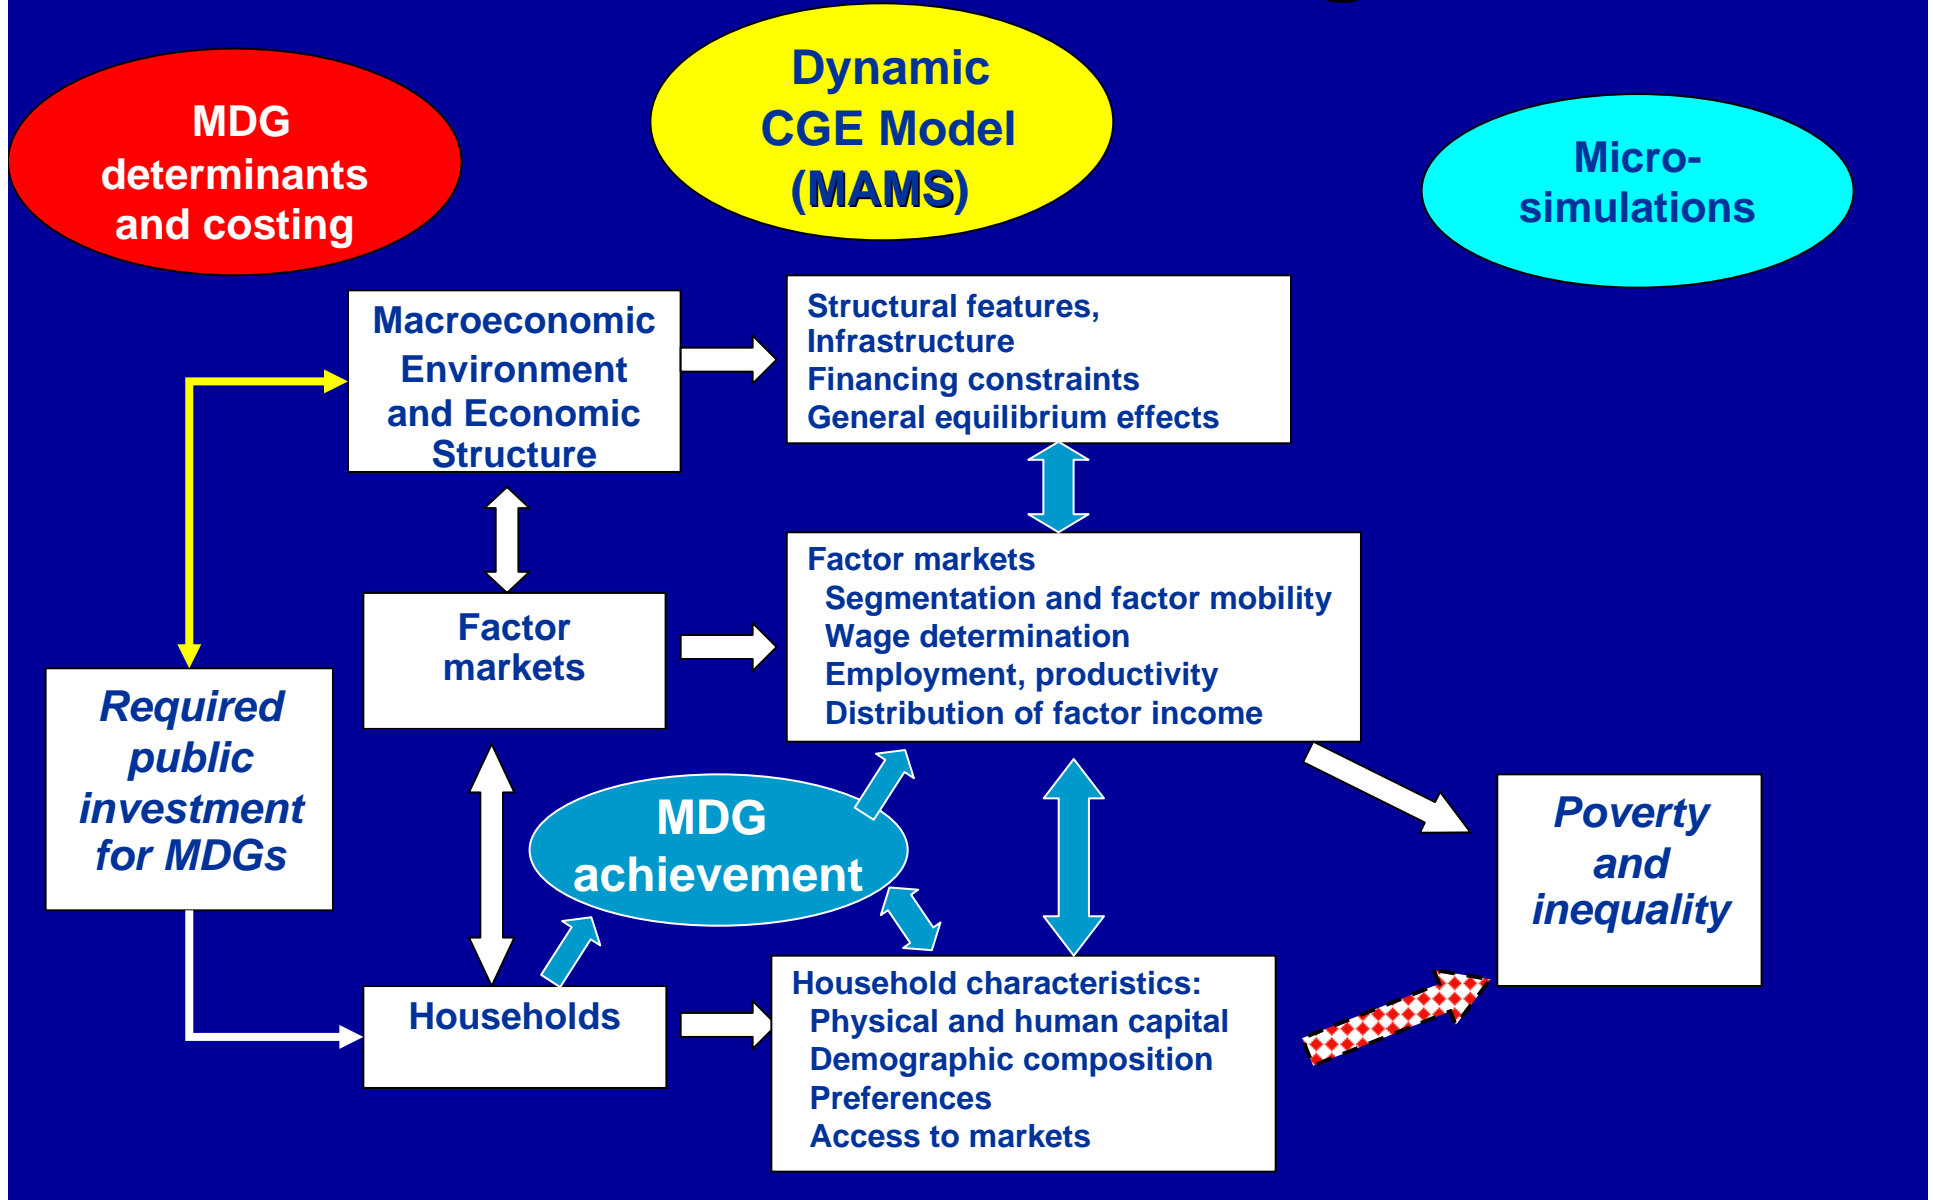 MDG
determinants
and costing
Dynamic
CGE Model
(MAMS)
Micro-
simulations
Macroeconomic
Environment
and Economic
Structure
Structural features,
Infrastructure
Financing constraints
General equilibrium effects
Factor
markets
Factor markets
Segmentation and factor mobility
Wage determination
Employment, productivity
Distribution of factor income
Required
public
investment
for MDGs
MDG
achievement
Poverty
and
inequality
Households
Household characteristics:
Physical and human capital
Demographic composition
Preferences
Access to markets